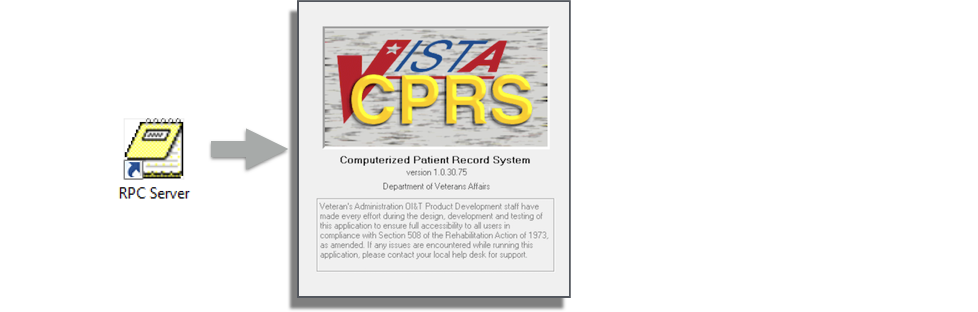 RPC Server
VISTA
CPRS
Computerized Patient Record System
version 1.0.30.75
Department of Veterans Affairs
Veteran's Administration OI&T Product Development staff have
made every effort during the design, development and testing of
this application to ensure full accessibility to all users in
compliance with Section 508 of the Rehabilitation Action of 1973,
as amended. If any issues are encountered while running this
application, please contact your local help desk for support.